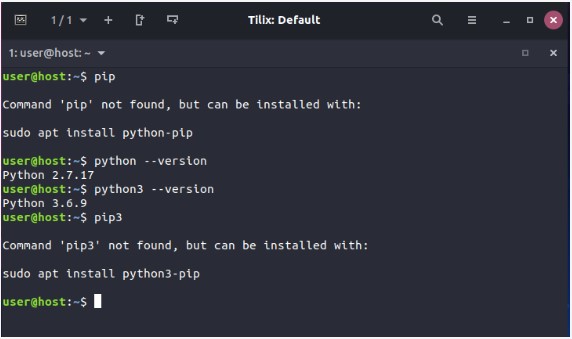 1 / 1
Tilix: Default
1: user@host: ~
user@host:~$ pip
Command 'pip' not found, but can be installed with:
sudo apt install python-pip
user@host:~$ python --version
Python 2.7.17
user@host:~$ python3 --version
Python 3.6.9
user@host:~$ pip3
Command 'pip3' not found, but can be installed with:
sudo apt install python3-pip
user@host:~$